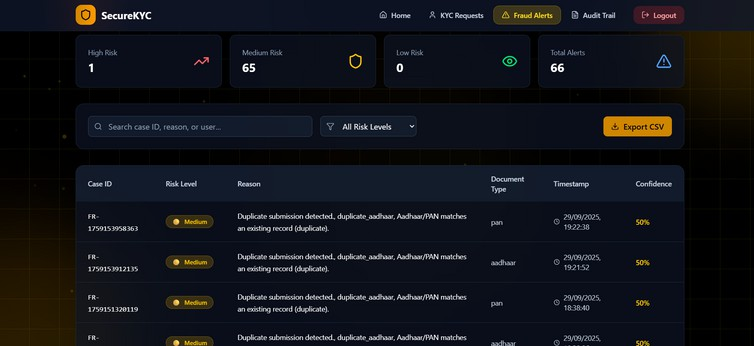 SecureKYC
Home KYC Requests Fraud Alerts Audit Trail Logout
High Risk
1
Medium Risk
65
Low Risk
0
Total Alerts
66
Search case ID, reason, or user...
All Risk Levels
Export CSV
Case ID Risk Level Reason Document Type Timestamp Confidence
FR-1759153958363 Medium Duplicate submission detected., duplicate_aadhaar, Aadhaar/PAN matches
an existing record (duplicate). pan 29/09/2025, 19:22:38 50%
FR-1759153912135 Medium Duplicate submission detected., duplicate_aadhaar, Aadhaar/PAN matches
an existing record (duplicate). aadhaar 29/09/2025, 19:21:52 50%
FR-1759151320119 Medium Duplicate submission detected., duplicate_aadhaar, Aadhaar/PAN matches
an existing record (duplicate). pan 29/09/2025, 18:38:40 50%
FR- Medium Duplicate submission detected., duplicate_aadhaar, Aadhaar/PAN matches
aadhaar 29/09/2025, 50%